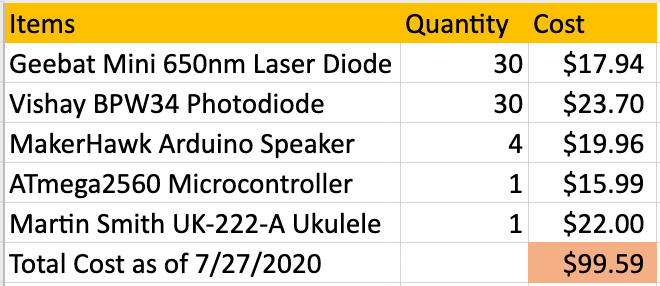 Items Quantity Cost
Geebat Mini 650nm Laser Diode 30 $17.94
Vishay BPW34 Photodiode 30 $23.70
MakerHawk Arduino Speaker 4 $19.96
ATmega2560 Microcontroller 1 $15.99
Martin Smith UK-222-A Ukulele 1 $22.00
Total Cost as of 7/27/2020 $99.59